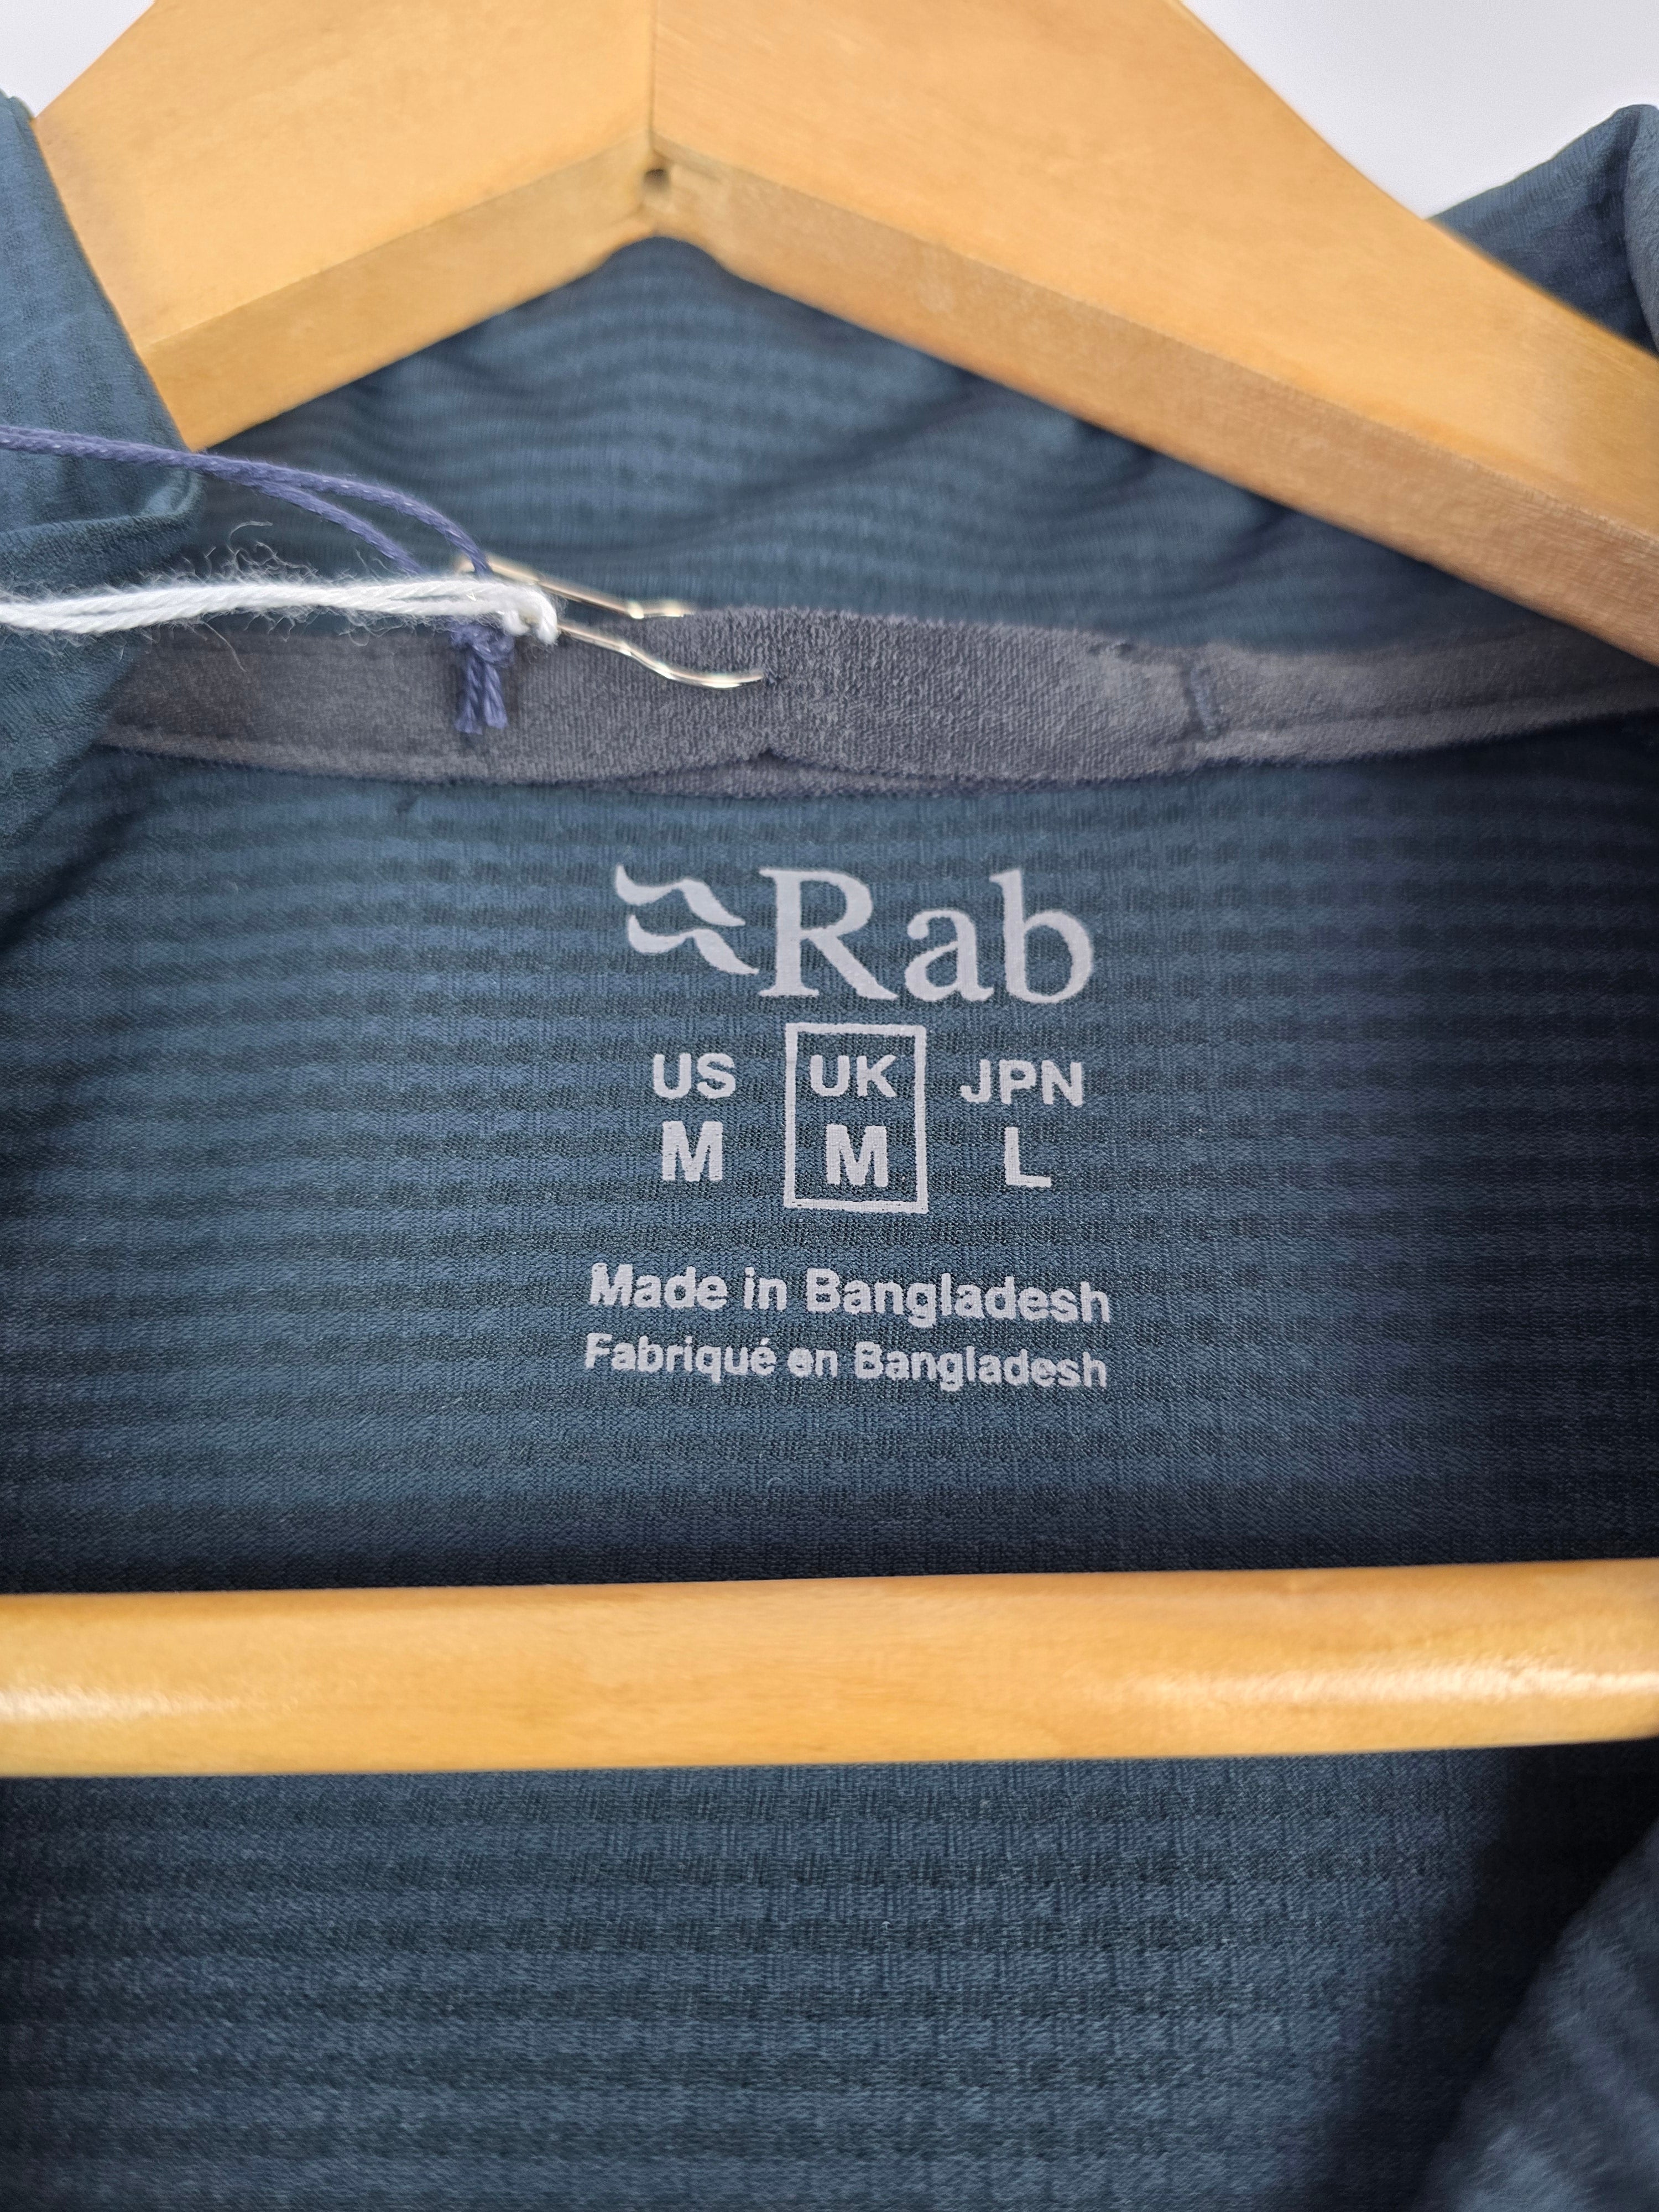 Rab
US UK JPN
M M L
Made in Bangladesh
Fabriqué en Bangladesh